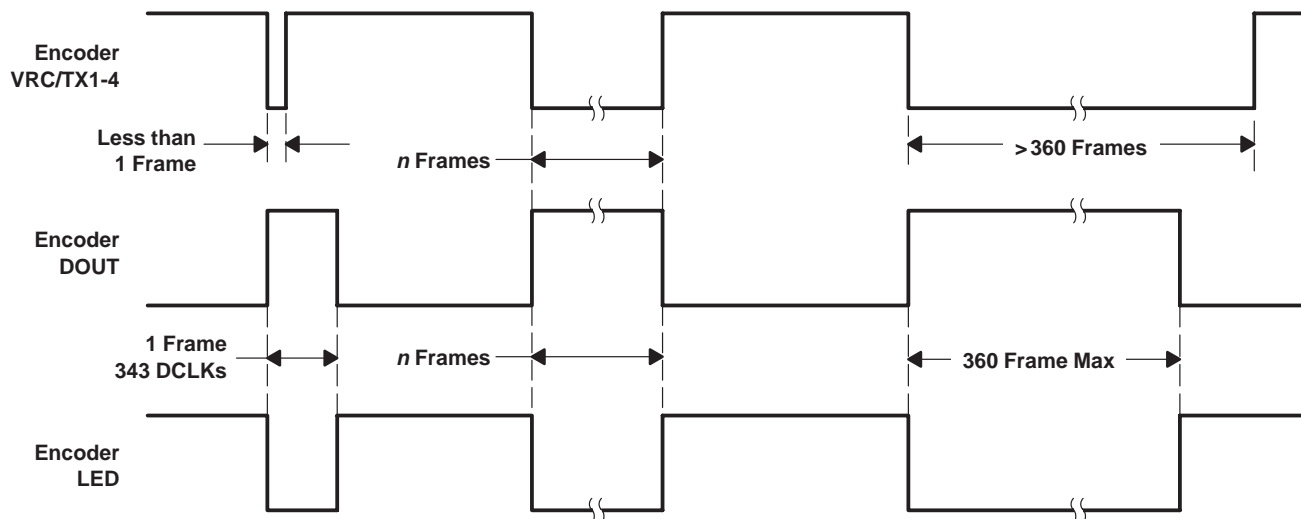 Encoder
VRC/TX1-4
Less than
1 Frame
n Frames
>360 Frames
Encoder
DOUT
1 Frame
343 DCLKs
n Frames
360 Frame Max
Encoder
LED